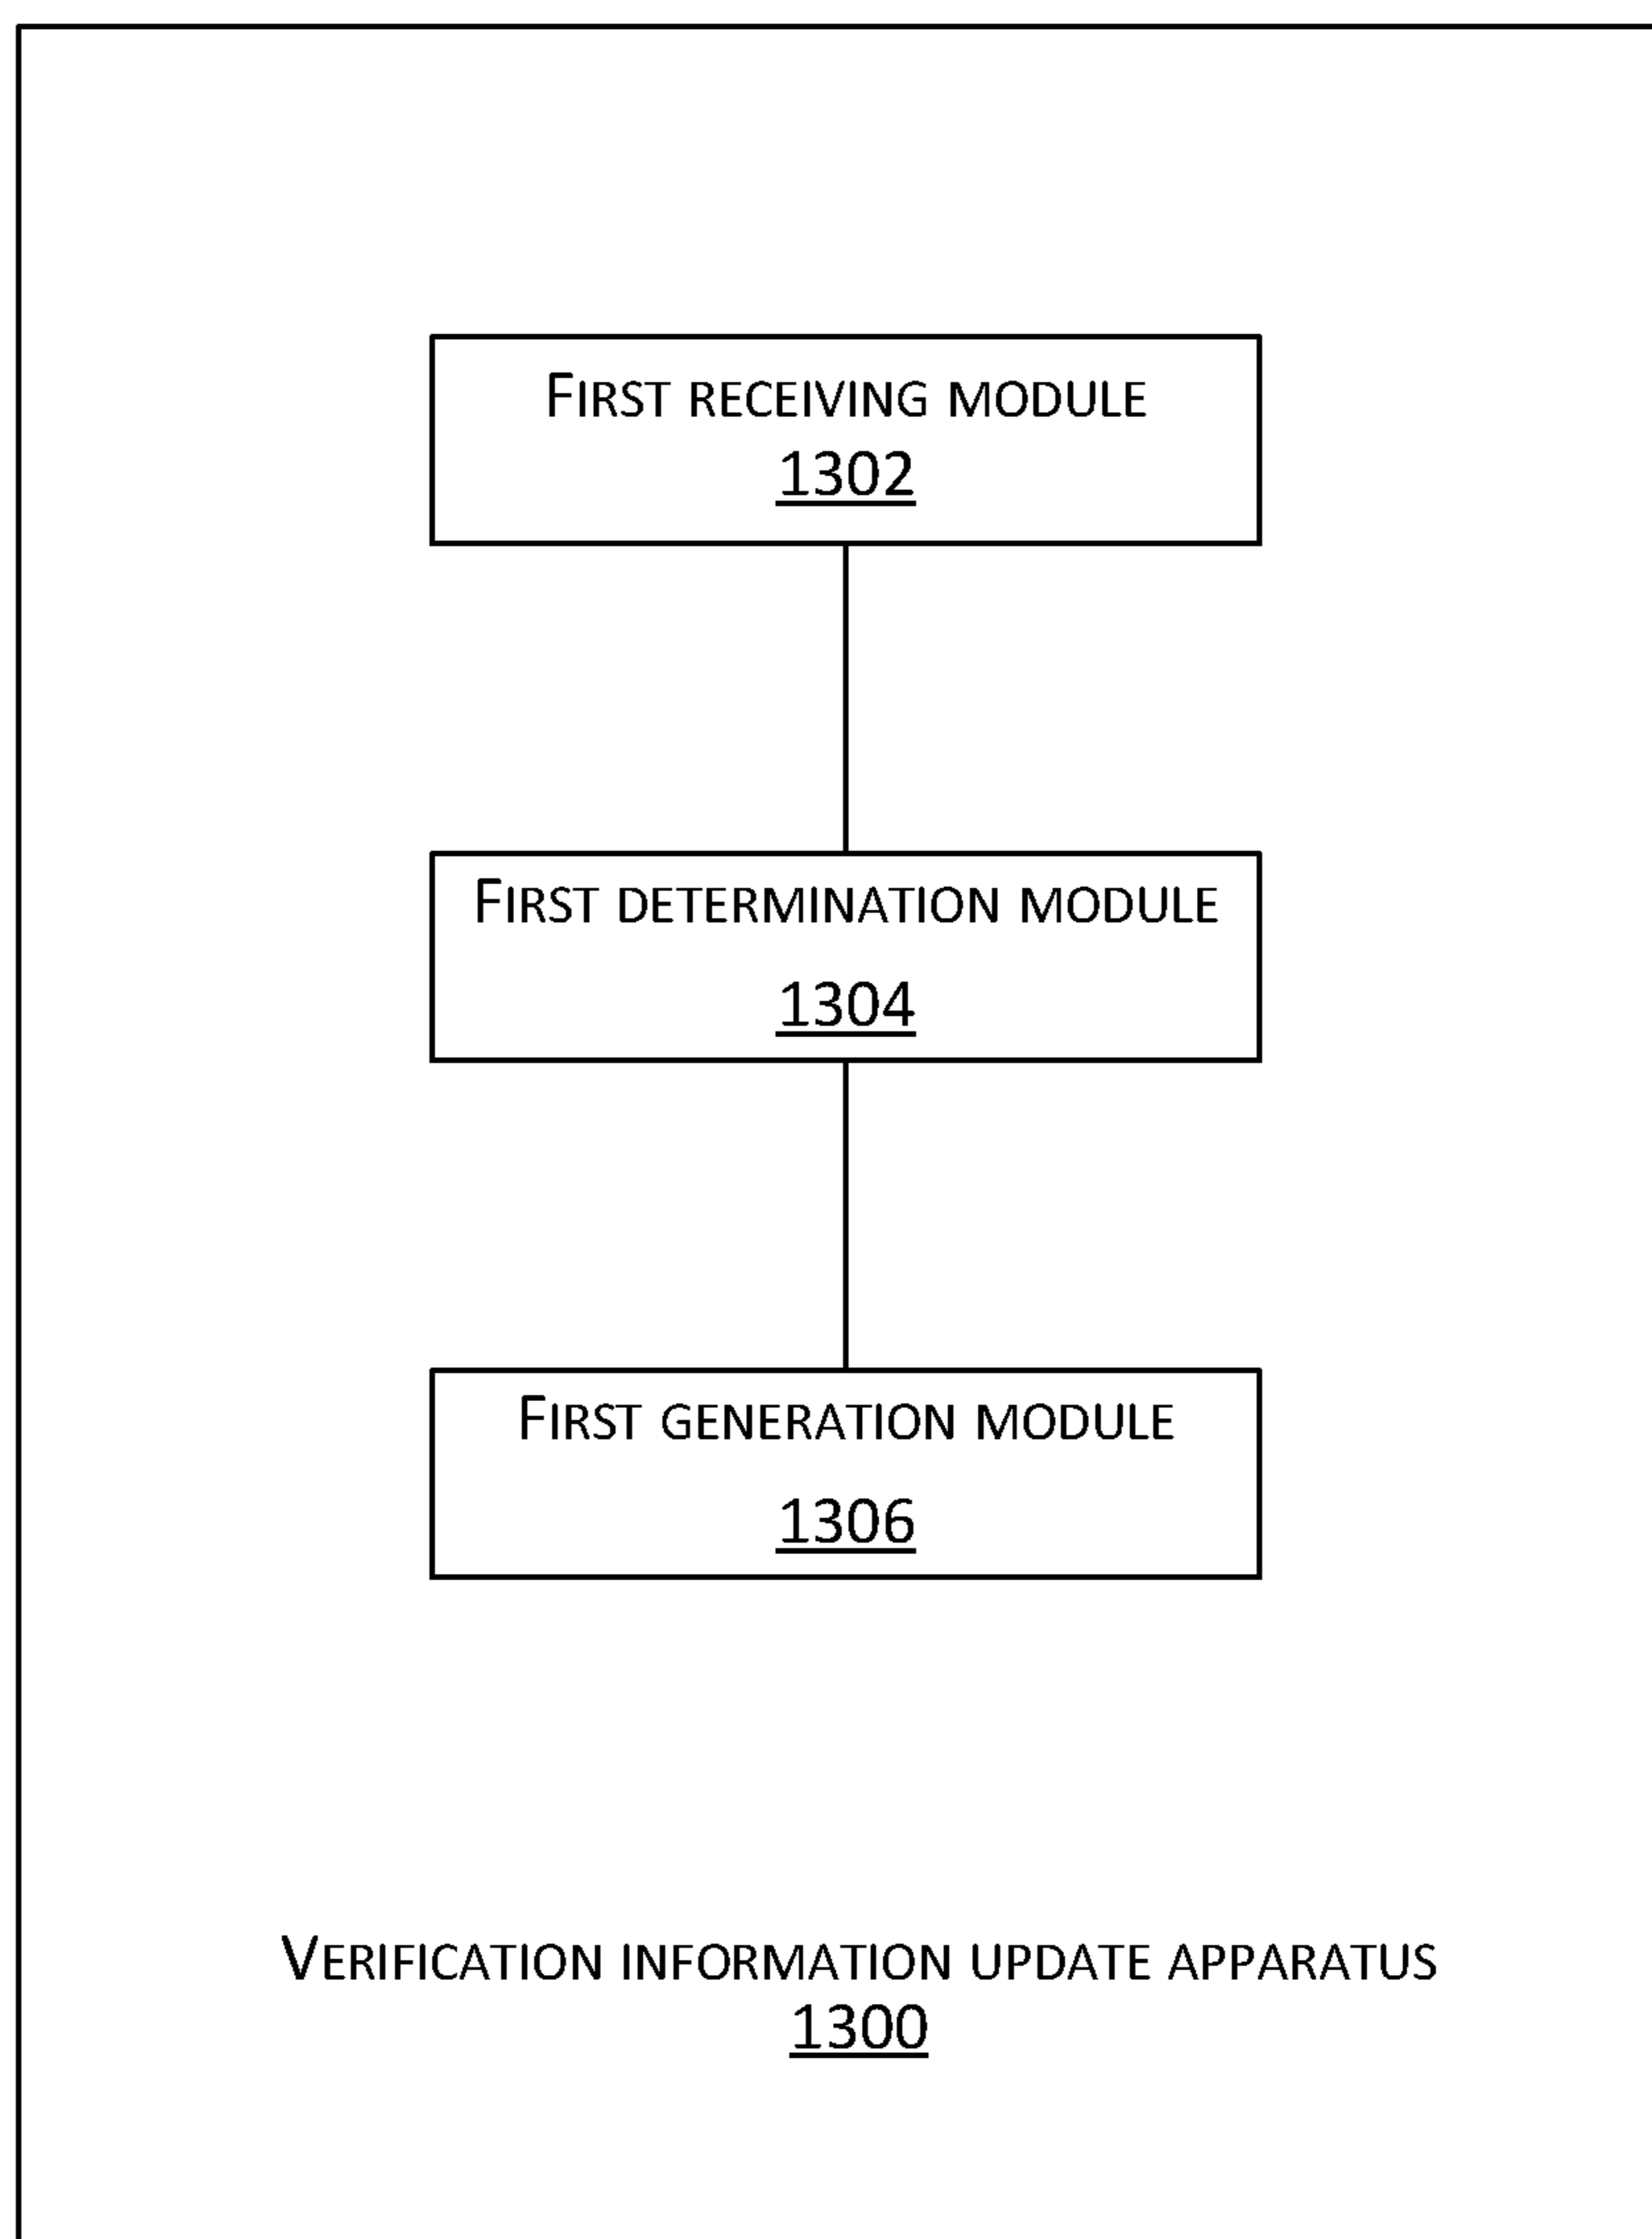 First receiving module
1302
First determination module
1304
First generation module
1306
Verification information update apparatus
1300